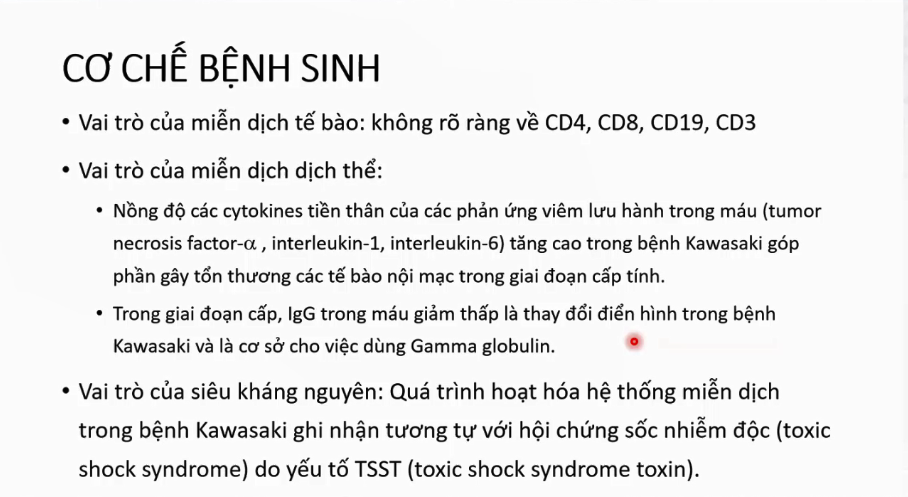 CƠ CHẾ BỆNH SINH
• Vai trò của miễn dịch tế bào: không rõ ràng về CD4, CD8, CD19, CD3
• Vai trò của miễn dịch dịch thể:
• Nồng độ các cytokines tiền thân của các phản ứng viêm lưu hành trong máu (tumor
necrosis factor-α , interleukin-1, interleukin-6) tăng cao trong bệnh Kawasaki góp
phần gây tổn thương các tế bào nội mạc trong giai đoạn cấp tính.
• Trong giai đoạn cấp, IgG trong máu giảm thấp là thay đổi điển hình trong bệnh
Kawasaki và là cơ sở cho việc dùng Gamma globulin.
• Vai trò của siêu kháng nguyên: Quá trình hoạt hóa hệ thống miễn dịch
trong bệnh Kawasaki ghi nhận tương tự với hội chứng sốc nhiễm độc (toxic
shock syndrome) do yếu tố TSST (toxic shock syndrome toxin).